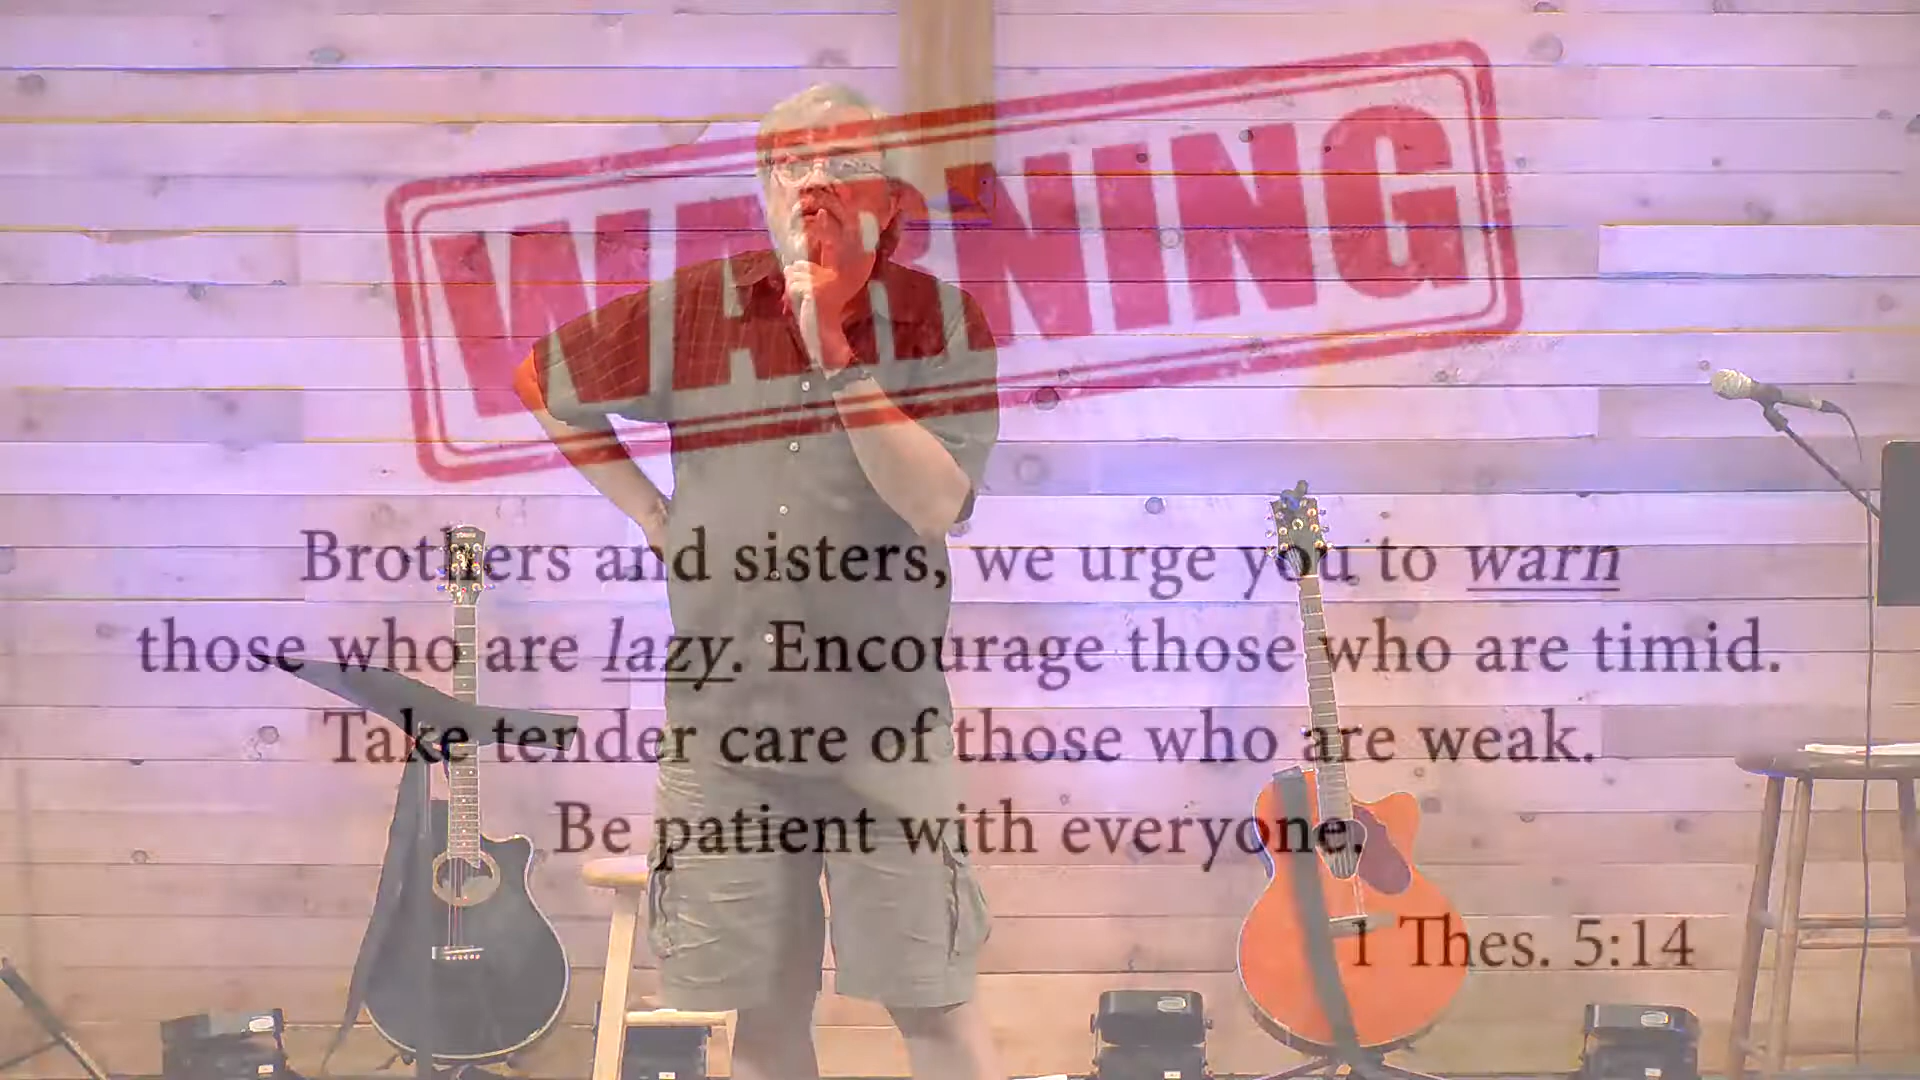 WARNING
Brothers and sisters, we urge you to warn
those who are lazy. Encourage those who are timid.
Take tender care of those who are weak.
Be patient with everyone.
1 Thes. 5:14